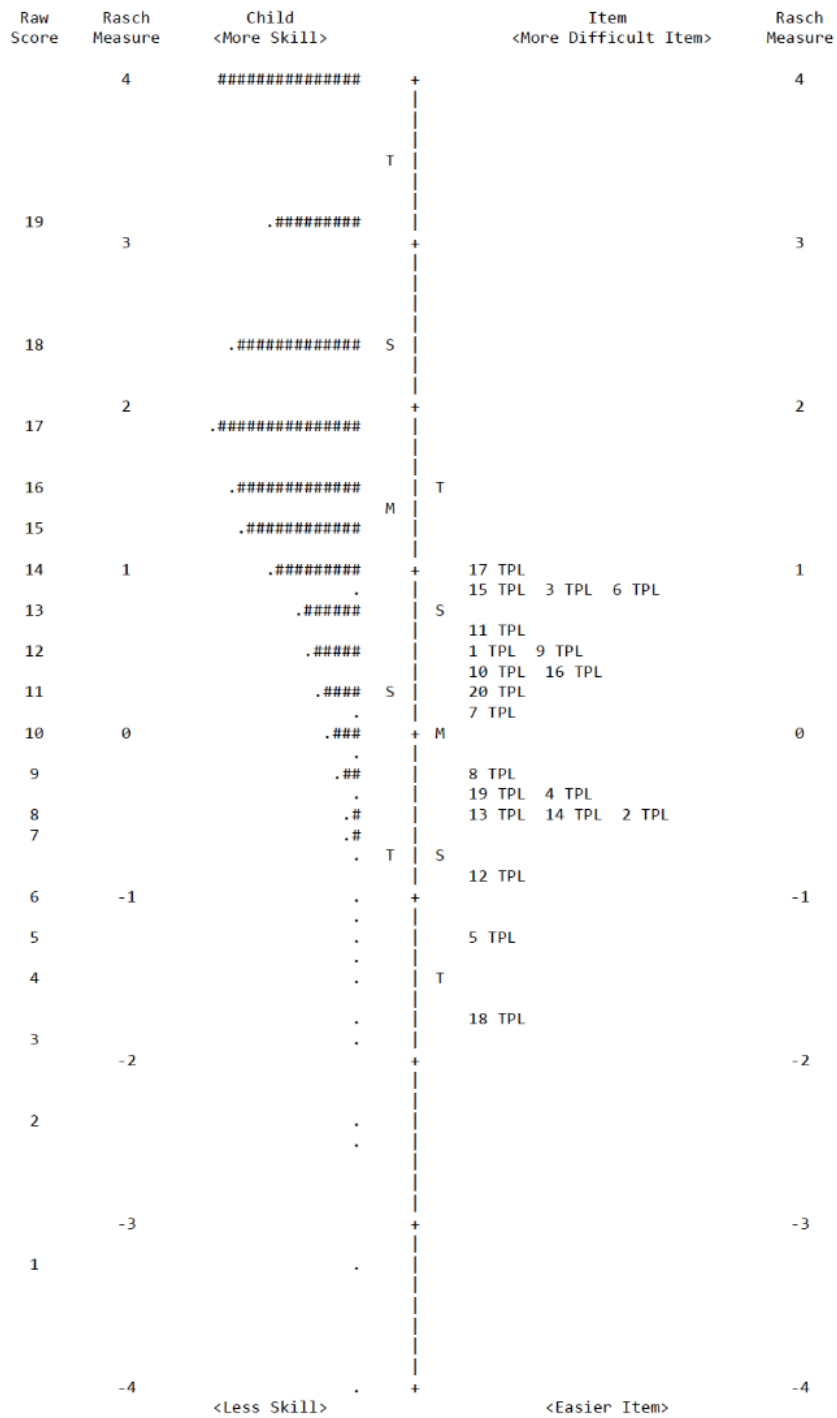 Raw Rasch Child Item Rasch
Score Measure <More Skill> <More Difficult Item> Measure
4 ############### + 4
T |
19 .######### |
3 + 3
18 .############# S |
2 + 2
17 .############### |
16 .############# | T
M |
15 .############ |
14 1 .######### + 17 TPL 1
. | 15 TPL 3 TPL 6 TPL
13 .###### | S
| 11 TPL
12 .##### | 1 TPL 9 TPL
| 10 TPL 16 TPL
11 .#### S | 20 TPL
. | 7 TPL
10 0 .### + M 0
. |
9 .## | 8 TPL
. | 19 TPL 4 TPL
8 .# | 13 TPL 14 TPL 2 TPL
7 .# |
. T | S
| 12 TPL
6 -1 . + -1
. |
5 . | 5 TPL
. |
4 . | T
. | 18 TPL
3 . |
-2 + -2
2 . |
. |
-3 + -3
1 . |
-4 . + -4
<Less Skill> <Easier Item>